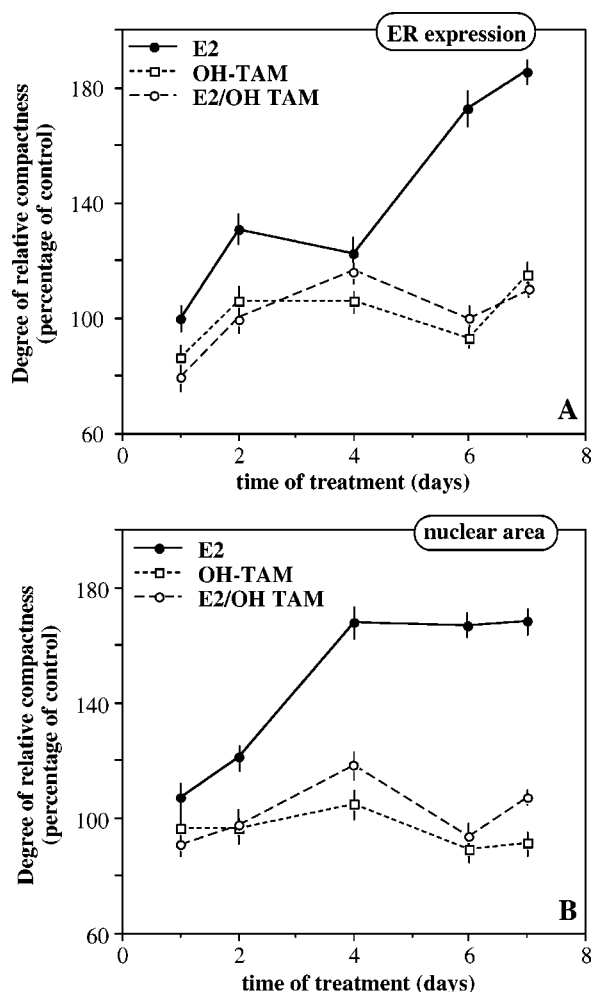 ER expression
E2
OH-TAM
E2/OH TAM
180
140
100
60
Degree of relative compactness
(percentage of control)
A
0 2 4 6 8
time of treatment (days)
nuclear area
E2
OH-TAM
E2/OH TAM
180
140
100
60
Degree of relative compactness
(percentage of control)
B
0 2 4 6 8
time of treatment (days)